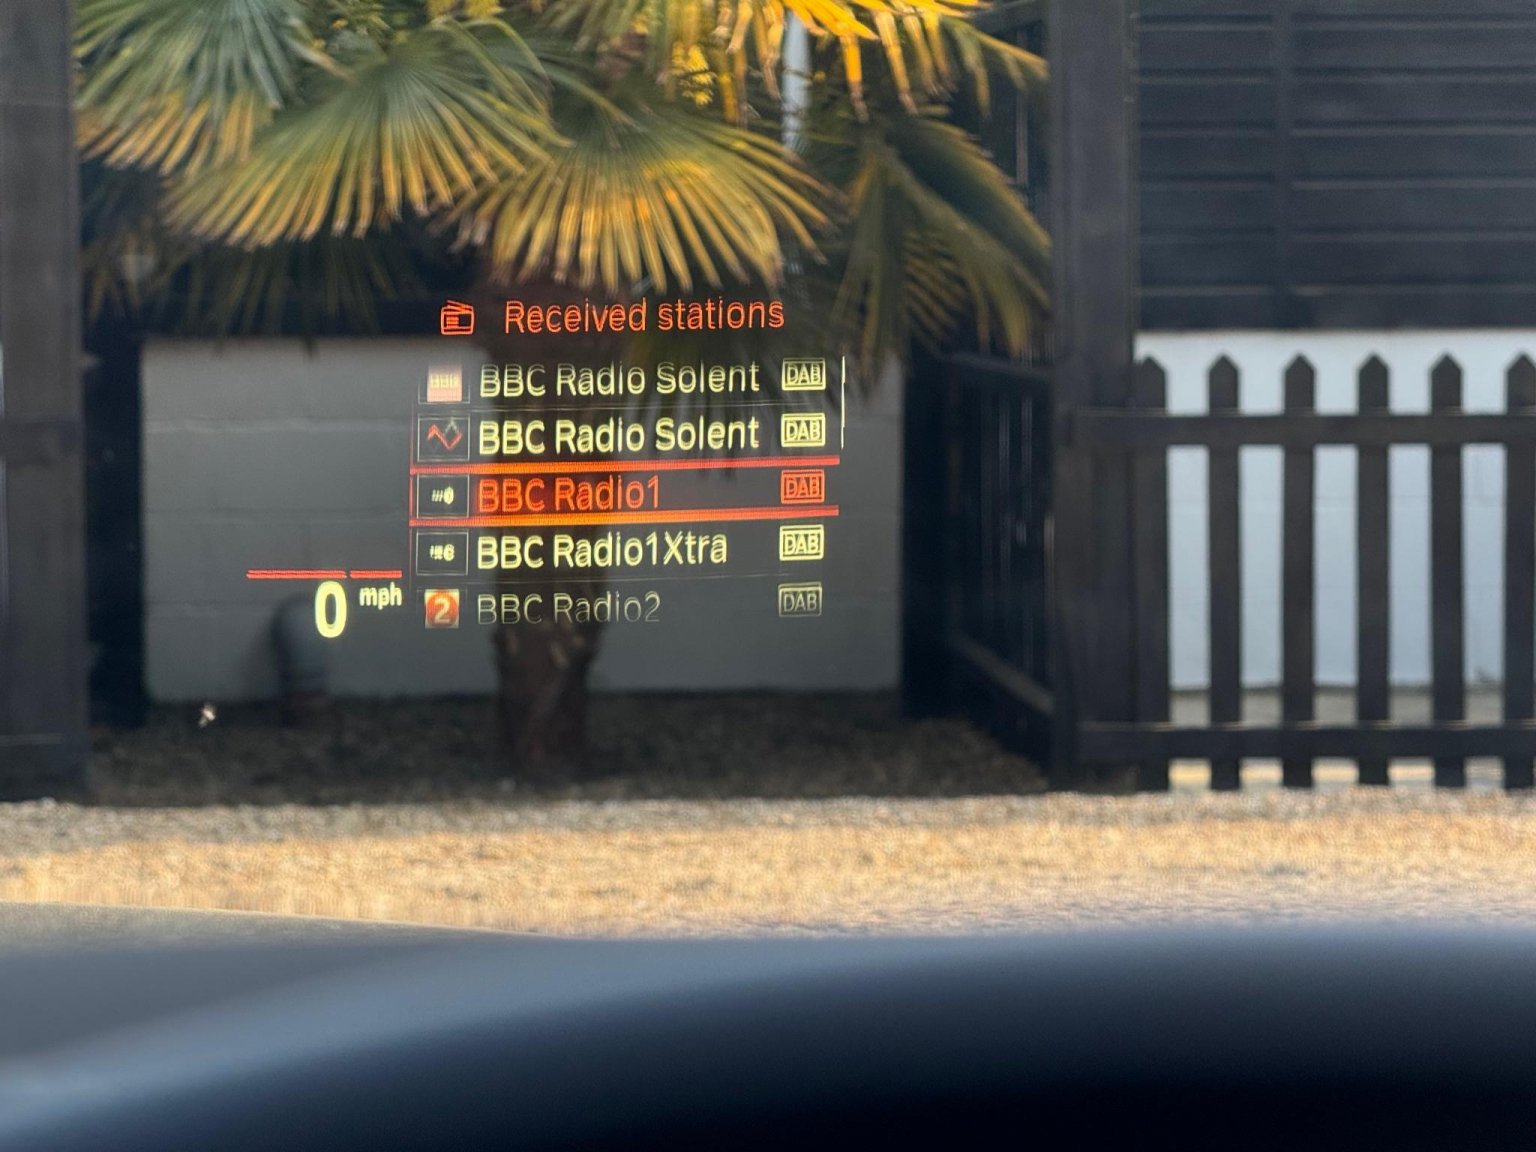 Received stations
BBC Radio Solent DAB
BBC Radio Solent DAB
BBC Radio1 DAB
BBC Radio1Xtra DAB
0 mph
2 BBC Radio2 DAB